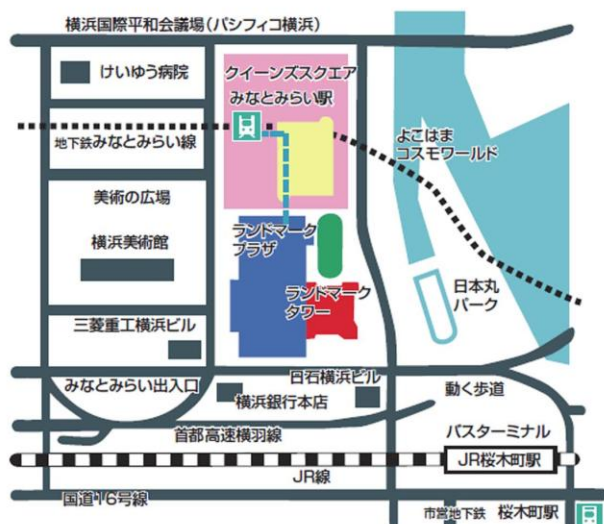 横浜国際平和会議場(パシフィコ横浜)
けいゆう病院
クイーンズスクエア
みなとみらい駅
地下鉄みなとみらい線
よこはま
コスモワールド
美術の広場
横浜美術館
ランドマーク
プラザ
ランドマーク
タワー
日本丸
パーク
三菱重工横浜ビル
みなとみらい出入口
日石横浜ビル
横浜銀行本店
動く歩道
首都高速横羽線
バスターミナル
JR桜木町駅
JR線
国道16号線
市営地下鉄 桜木町駅